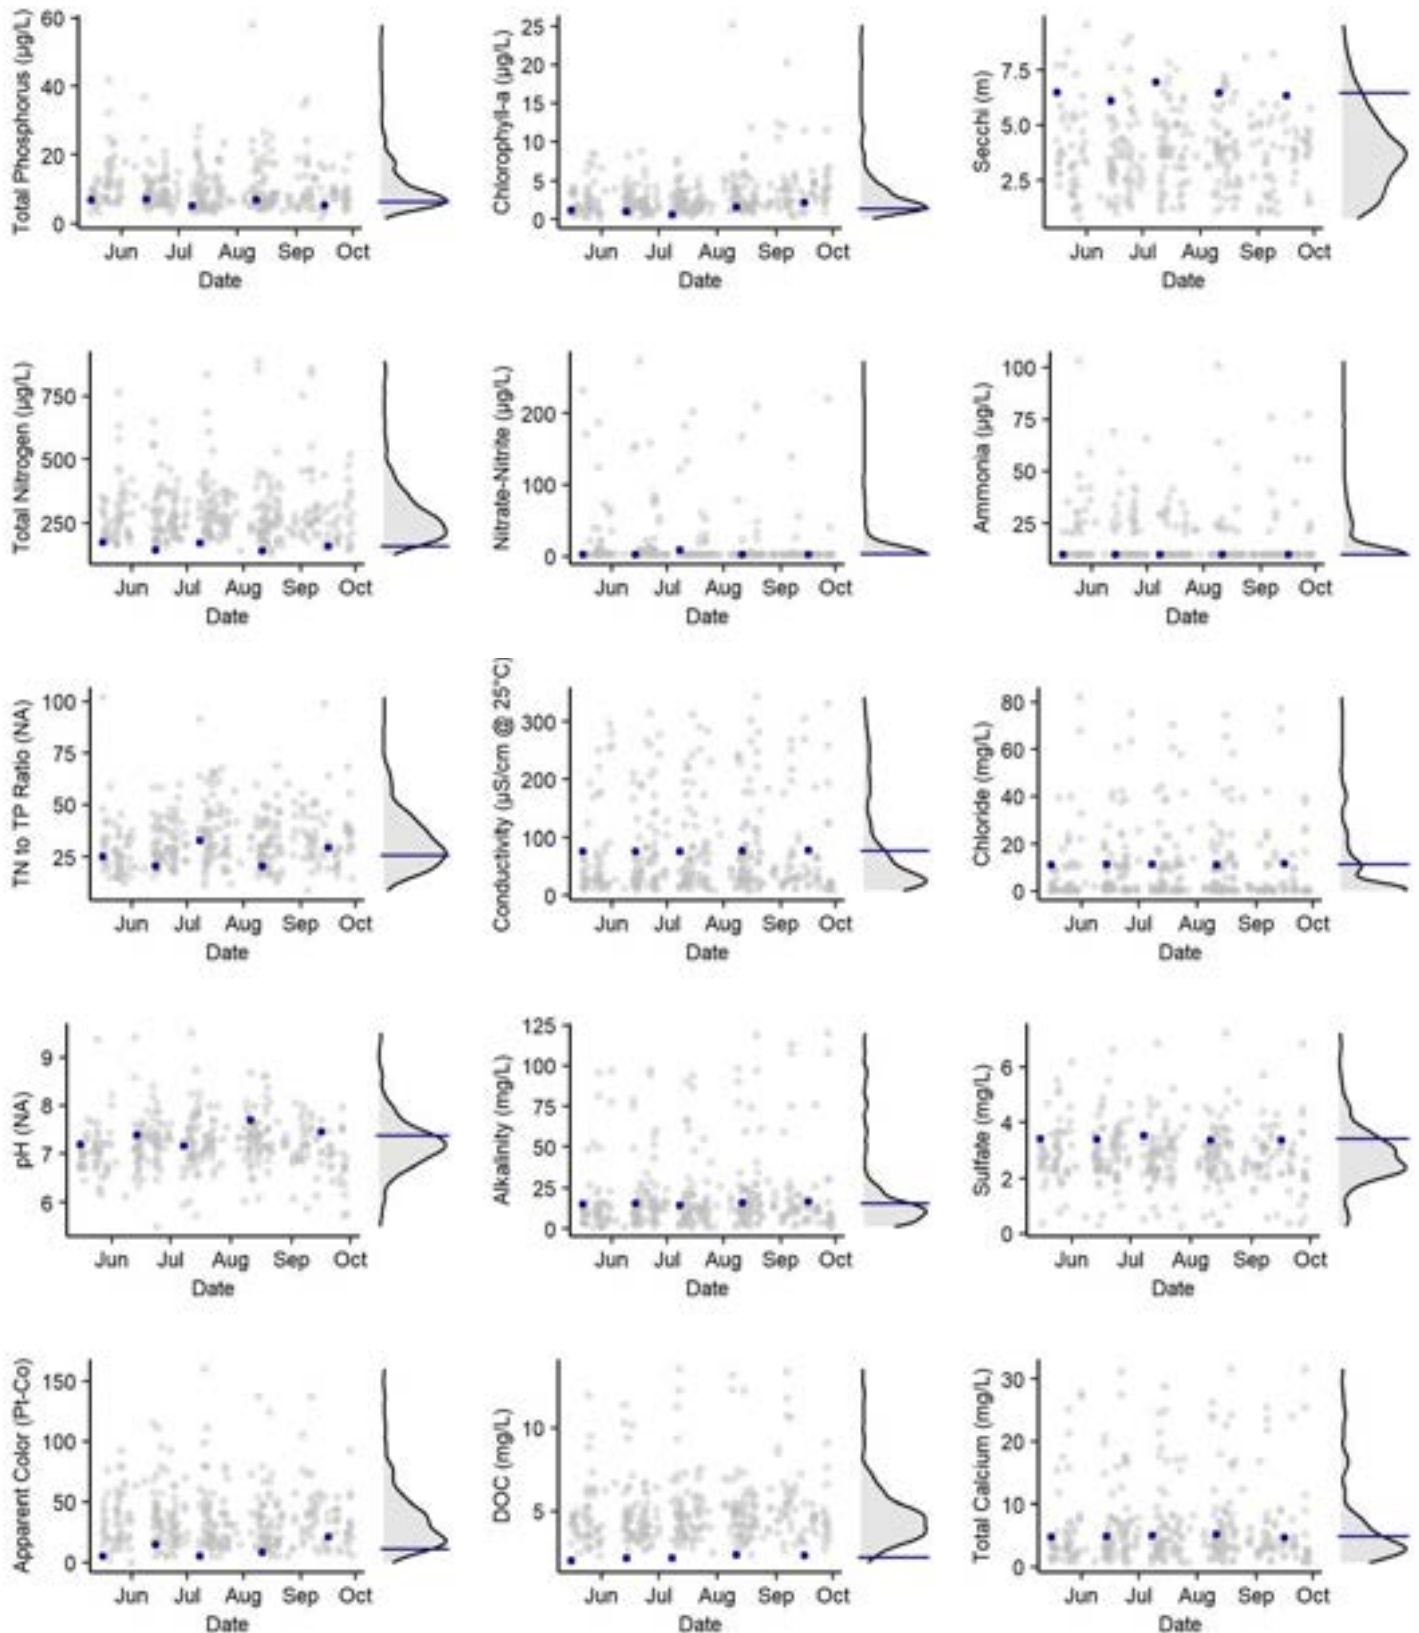 Total Phosphorus (µg/L)
60
40
20
0
Jun Jul Aug Sep Oct
Date
Chlorophyll-a (µg/L)
25
20
15
10
5
0
Jun Jul Aug Sep Oct
Date
Secchi (m)
7.5
5.0
2.5
Jun Jul Aug Sep Oct
Date
Total Nitrogen (µg/L)
750
500
250
Jun Jul Aug Sep Oct
Date
Nitrate-Nitrite (µg/L)
200
100
0
Jun Jul Aug Sep Oct
Date
Ammonia (µg/L)
100
75
50
25
Jun Jul Aug Sep Oct
Date
TN to TP Ratio (NA)
100
75
50
25
Jun Jul Aug Sep Oct
Date
Conductivity (µS/cm @ 25°C)
300
200
100
0
Jun Jul Aug Sep Oct
Date
Chloride (mg/L)
80
60
40
20
0
Jun Jul Aug Sep Oct
Date
pH (NA)
9
8
7
6
Jun Jul Aug Sep Oct
Date
Alkalinity (mg/L)
125
100
75
50
25
0
Jun Jul Aug Sep Oct
Date
Sulfate (mg/L)
6
4
2
0
Jun Jul Aug Sep Oct
Date
Apparent Color (Pt-Co)
150
100
50
0
Jun Jul Aug Sep Oct
Date
DOC (mg/L)
10
5
Jun Jul Aug Sep Oct
Date
Total Calcium (mg/L)
30
20
10
0
Jun Jul Aug Sep Oct
Date